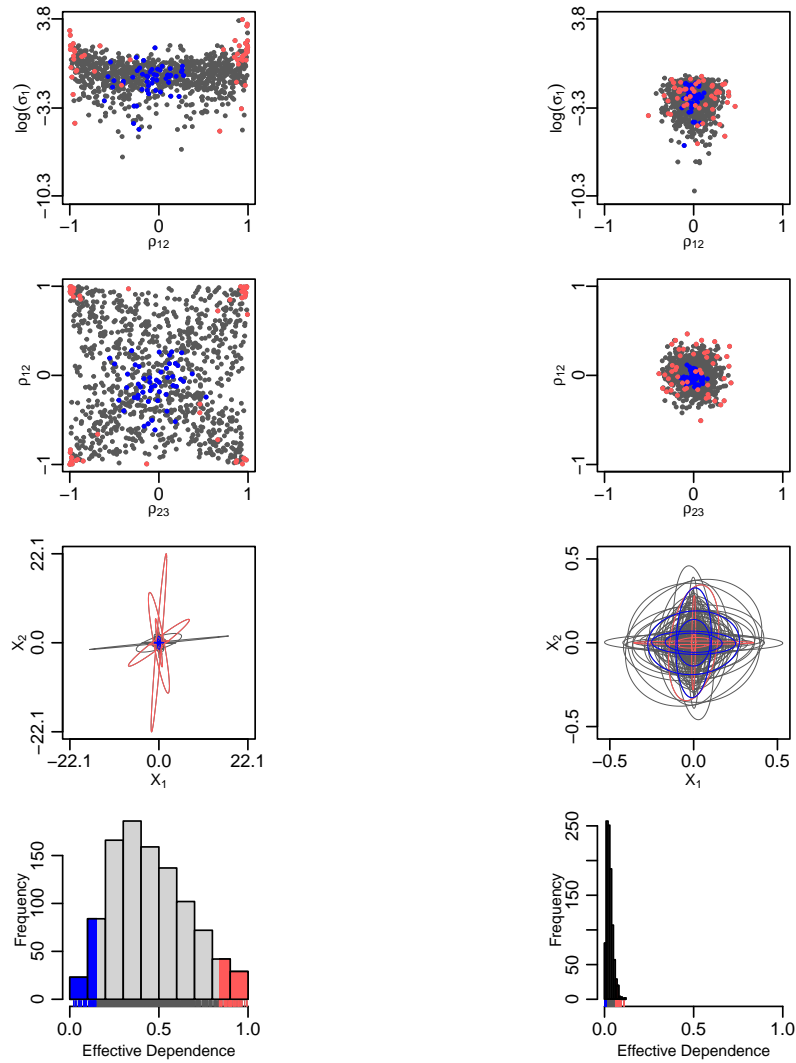 3.8
−3.3
−10.3
log(σ₁)
−1 0 1
ρ₁₂
3.8
−3.3
−10.3
log(σ₁)
−1 0 1
ρ₁₂
1
0
−1
ρ₁₂
−1 0 1
ρ₂₃
1
0
−1
ρ₁₂
−1 0 1
ρ₂₃
22.1
0.0
−22.1
X₂
−22.1 0.0 22.1
X₁
0.5
0.0
−0.5
X₂
−0.5 0.0 0.5
X₁
150
100
50
0
Frequency
0.0 0.5 1.0
Effective Dependence
250
150
50
0
Frequency
0.0 0.5 1.0
Effective Dependence